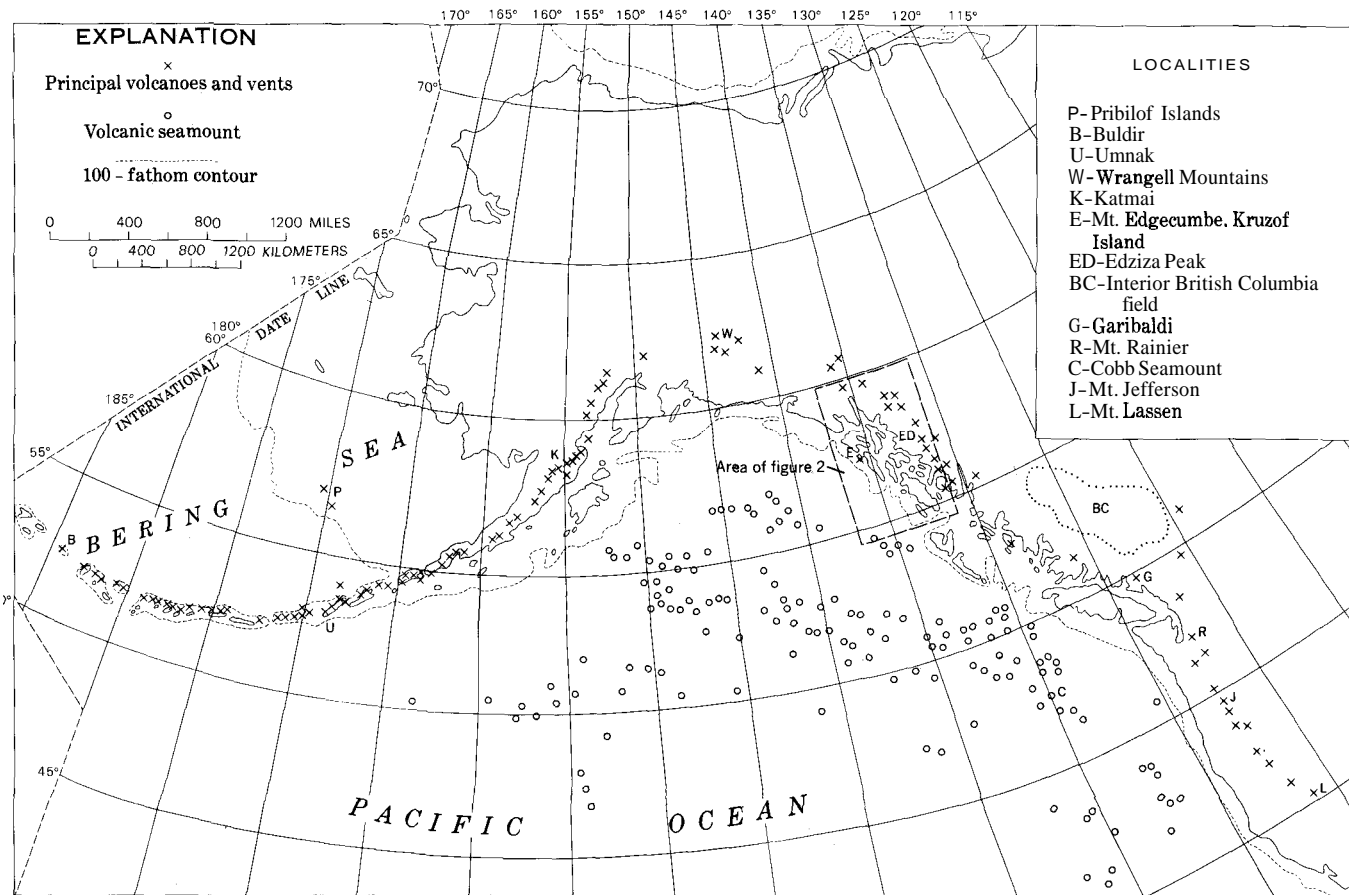 170° 165° 160° 155° 150° 145° 140° 135° 130° 125° 120° 115°
EXPLANATION
×
Principal volcanoes and vents
o
Volcanic seamount
100 - fathom contour
0 400 800 1200 MILES
0 400 800 1200 KILOMETERS
LOCALITIES
P-Pribilof Islands
B-Buldir
U-Umnak
W-Wrangell Mountains
K-Katmai
E-Mt. Edgecumbe. Kruzof
Island
ED-Edziza Peak
BC-Interior British Columbia
field
G-Garibaldi
R-Mt. Rainier
C-Cobb Seamount
J-Mt. Jefferson
L-Mt. Lassen
70°
65°
175°
180°
60°
INTERNATIONAL DATE LINE
185°
55°
45°
BERING SEA
W
K
P
B
U
ED
E
Area of figure 2
BC
G
R
C
J
L
PACIFIC OCEAN